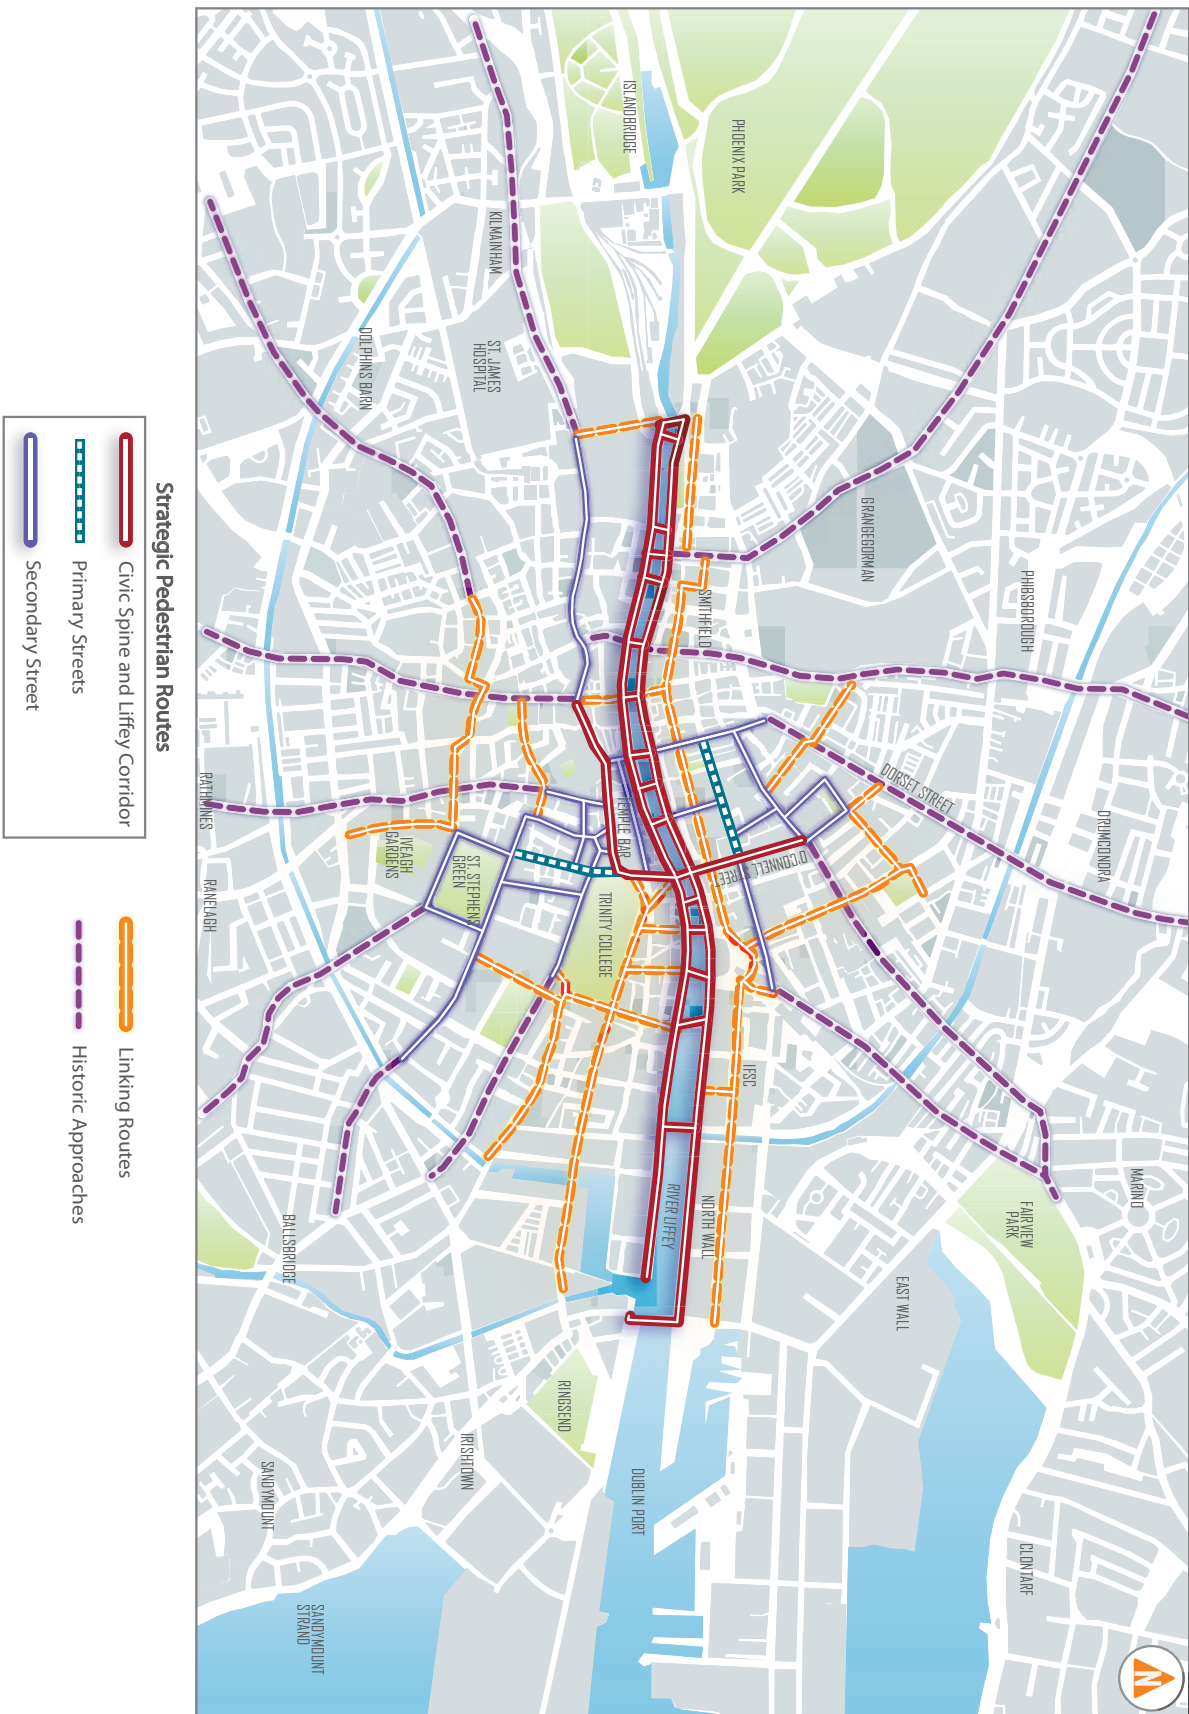 ISLANDBRIDGE
PHOENIX PARK
KILMAINHAM
ST. JAMES
HOSPITAL
DOLPHINS BARN
GRANGEGORMAN
PHIBSBOROUGH
SMITHFIELD
DORSET STREET
DRUMCONDRA
O'CONNELL STREET
TEMPLE BAR
TRINITY COLLEGE
ST. STEPHENS
GREEN
IVEAGH
GARDENS
RATHMINES
RANELAGH
IFSC
MARINO
FAIRVIEW
PARK
NORTH WALL
RIVER LIFFEY
EAST WALL
BALLSBRIDGE
RINGSEND
IRISHTOWN
SANDYMOUNT
DUBLIN PORT
CLONTARF
SANDYMOUNT
STRAND
N
Strategic Pedestrian Routes
Civic Spine and Liffey Corridor
Primary Streets
Secondary Street
Linking Routes
Historic Approaches